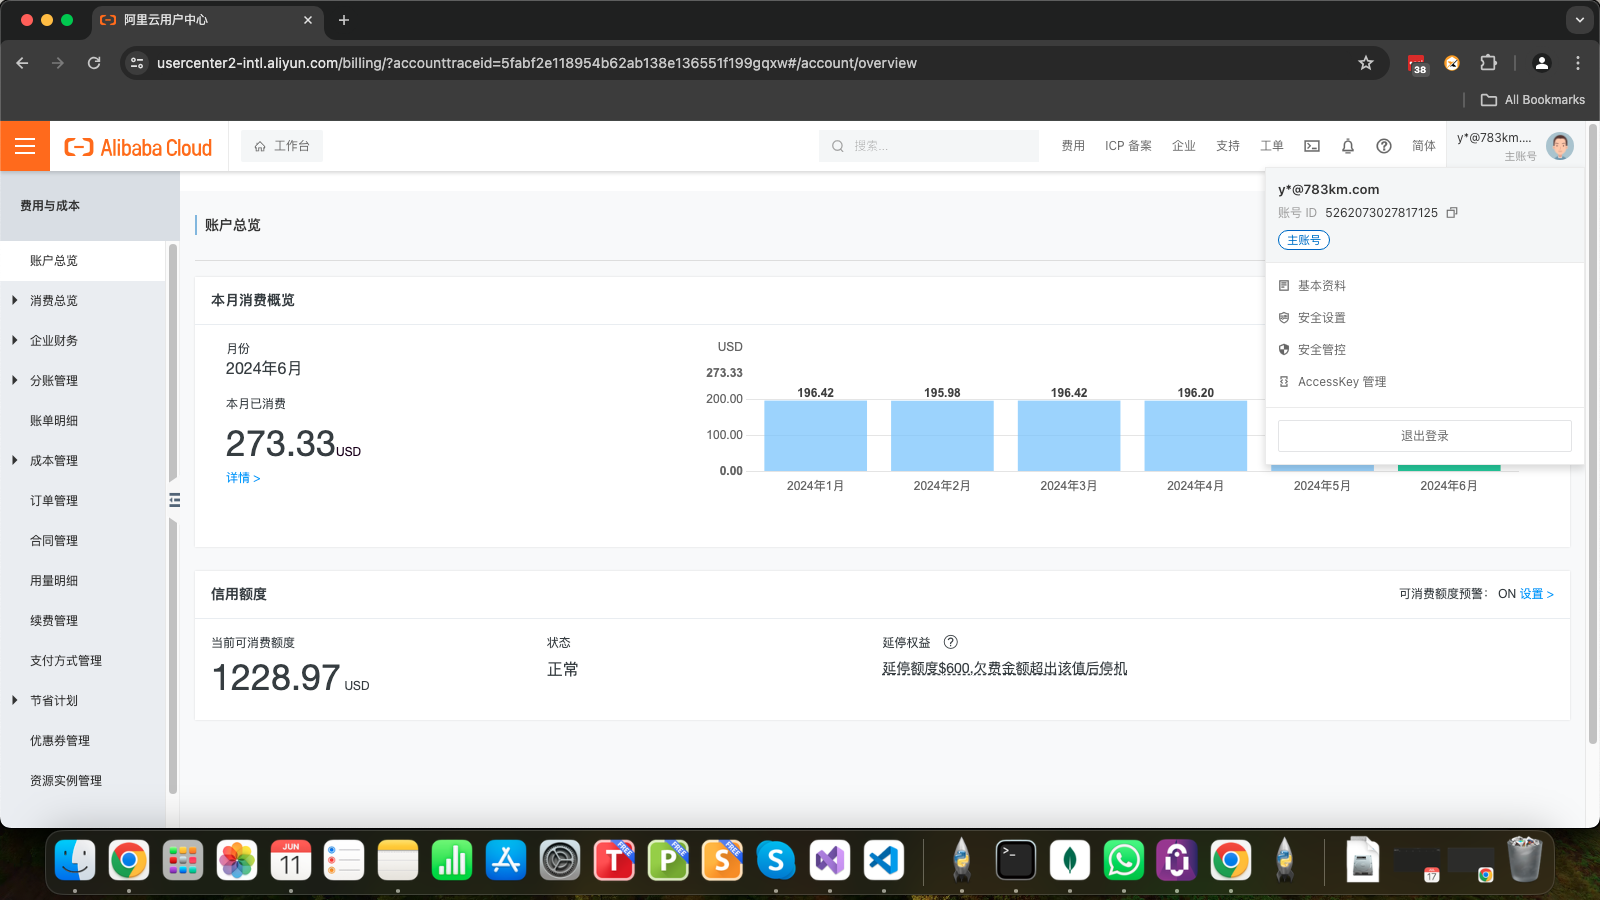 阿里云用户中心
usercenter2-intl.aliyun.com/billing/?accounttraceid=5fabf2e118954b62ab138e136551f199gqxw#/account/overview
38
All Bookmarks
Alibaba Cloud
工作台
搜索...
费用
ICP 备案
企业
支持
工单
简体
y*@783km....
主账号
y*@783km.com
账号 ID 5262073027817125
主账号
基本资料
安全设置
安全管控
AccessKey 管理
退出登录
费用与成本
账户总览
消费总览
企业财务
分账管理
账单明细
成本管理
订单管理
合同管理
用量明细
续费管理
支付方式管理
节省计划
优惠券管理
资源实例管理
账户总览
本月消费概览
月份
2024年6月
本月已消费
273.33USD
详情 >
USD
273.33
200.00
100.00
0.00
196.42
195.98
196.42
196.20
2024年1月
2024年2月
2024年3月
2024年4月
2024年5月
2024年6月
信用额度
可消费额度预警: ON 设置 >
当前可消费额度
1228.97 USD
状态
正常
延停权益
延停额度$600,欠费金额超出该值后停机
JUN
11
T
FREE
P
FREE
S
FREE
S
17